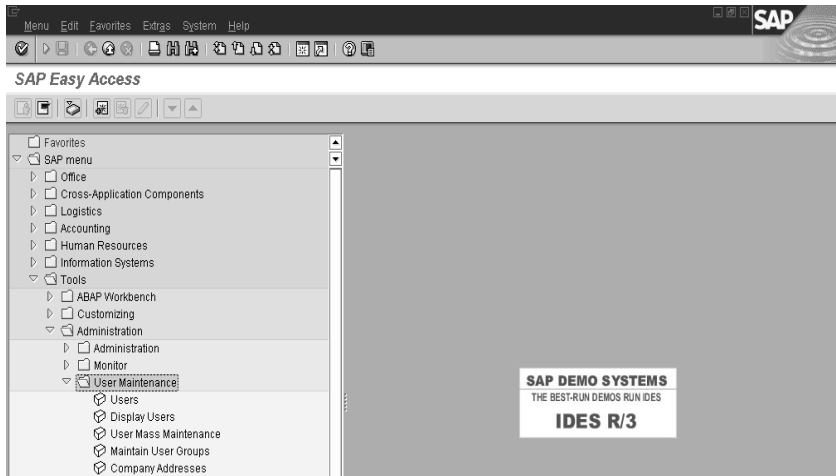 Menu Edit Favorites Extras System Help
SAP
SAP Easy Access
Favorites
SAP menu
Office
Cross-Application Components
Logistics
Accounting
Human Resources
Information Systems
Tools
ABAP Workbench
Customizing
Administration
Administration
Monitor
User Maintenance
Users
Display Users
User Mass Maintenance
Maintain User Groups
Company Addresses
SAP DEMO SYSTEMS
THE BEST-RUN DEMOS RUN IDES
IDES R/3